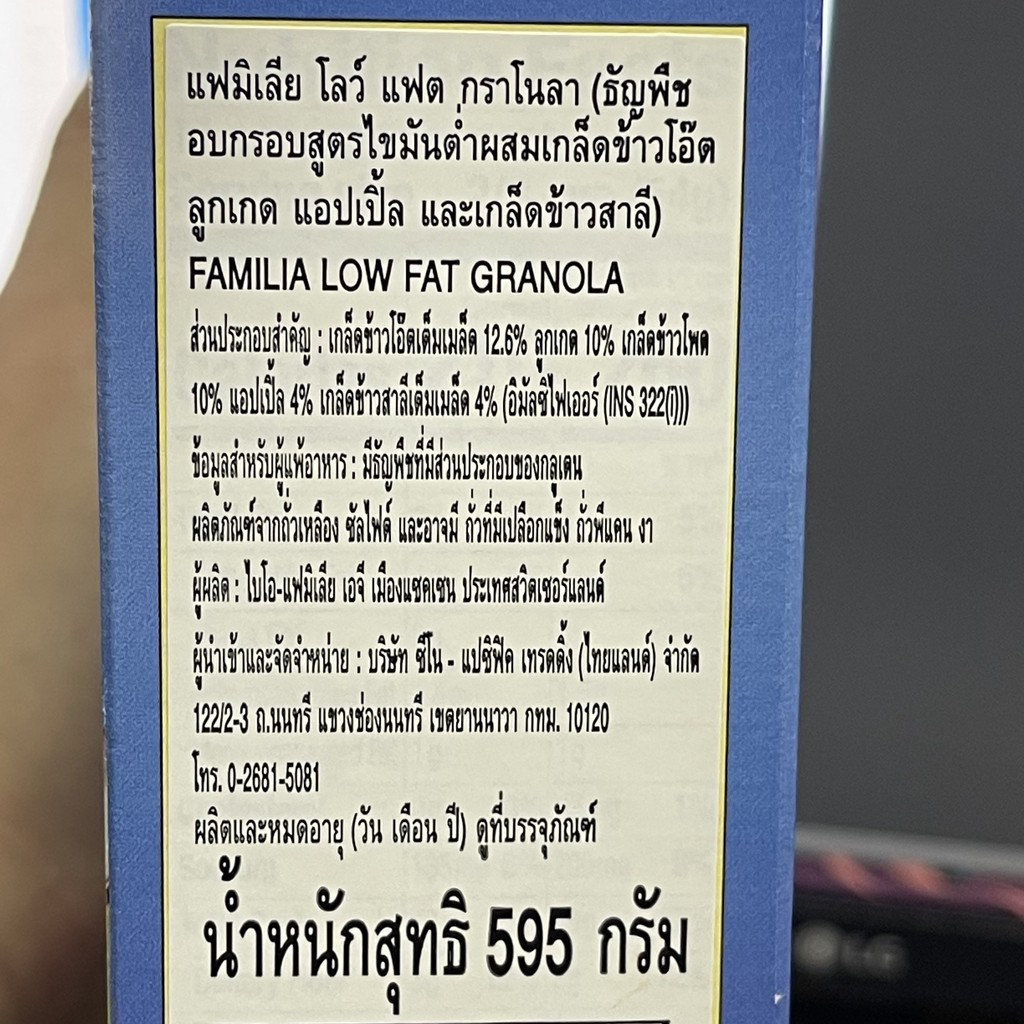 แฟมิเลีย โลว์ แฟต กราโนลา (ธัญพืช
อบกรอบสูตรไขมันต่ำผสมเกล็ดข้าวโอ๊ต
ลูกเกด แอปเปิ้ล และเกล็ดข้าวสาลี)
FAMILIA LOW FAT GRANOLA
ส่วนประกอบสำคัญ : เกล็ดข้าวโอ๊ตเต็มเมล็ด 12.6% ลูกเกด 10% เกล็ดข้าวโพด
10% แอปเปิ้ล 4% เกล็ดข้าวสาลีเต็มเมล็ด 4% (อิมัลซิไฟเออร์ (INS 322(i)))
ข้อมูลสำหรับผู้แพ้อาหาร : มีธัญพืชที่มีส่วนประกอบของกลูเตน
ผลิตภัณฑ์จากถั่วเหลือง ซัลไฟด์ และอาจมี ถั่วที่มีเปลือกแข็ง ถั่วพีแคน งา
ผู้ผลิต : ไบโอ-แฟมิเลีย เอจี เมืองแซคเซน ประเทศสวิตเซอร์แลนด์
ผู้นำเข้าและจัดจำหน่าย : บริษัท ซีโน - แปซิฟิค เทรดดิ้ง (ไทยแลนด์) จำกัด
122/2-3 ถ.นนทรี แขวงช่องนนทรี เขตยานนาวา กทม. 10120
โทร. 0-2681-5081
ผลิตและหมดอายุ (วัน เดือน ปี) ดูที่บรรจุภัณฑ์
น้ำหนักสุทธิ 595 กรัม
LG